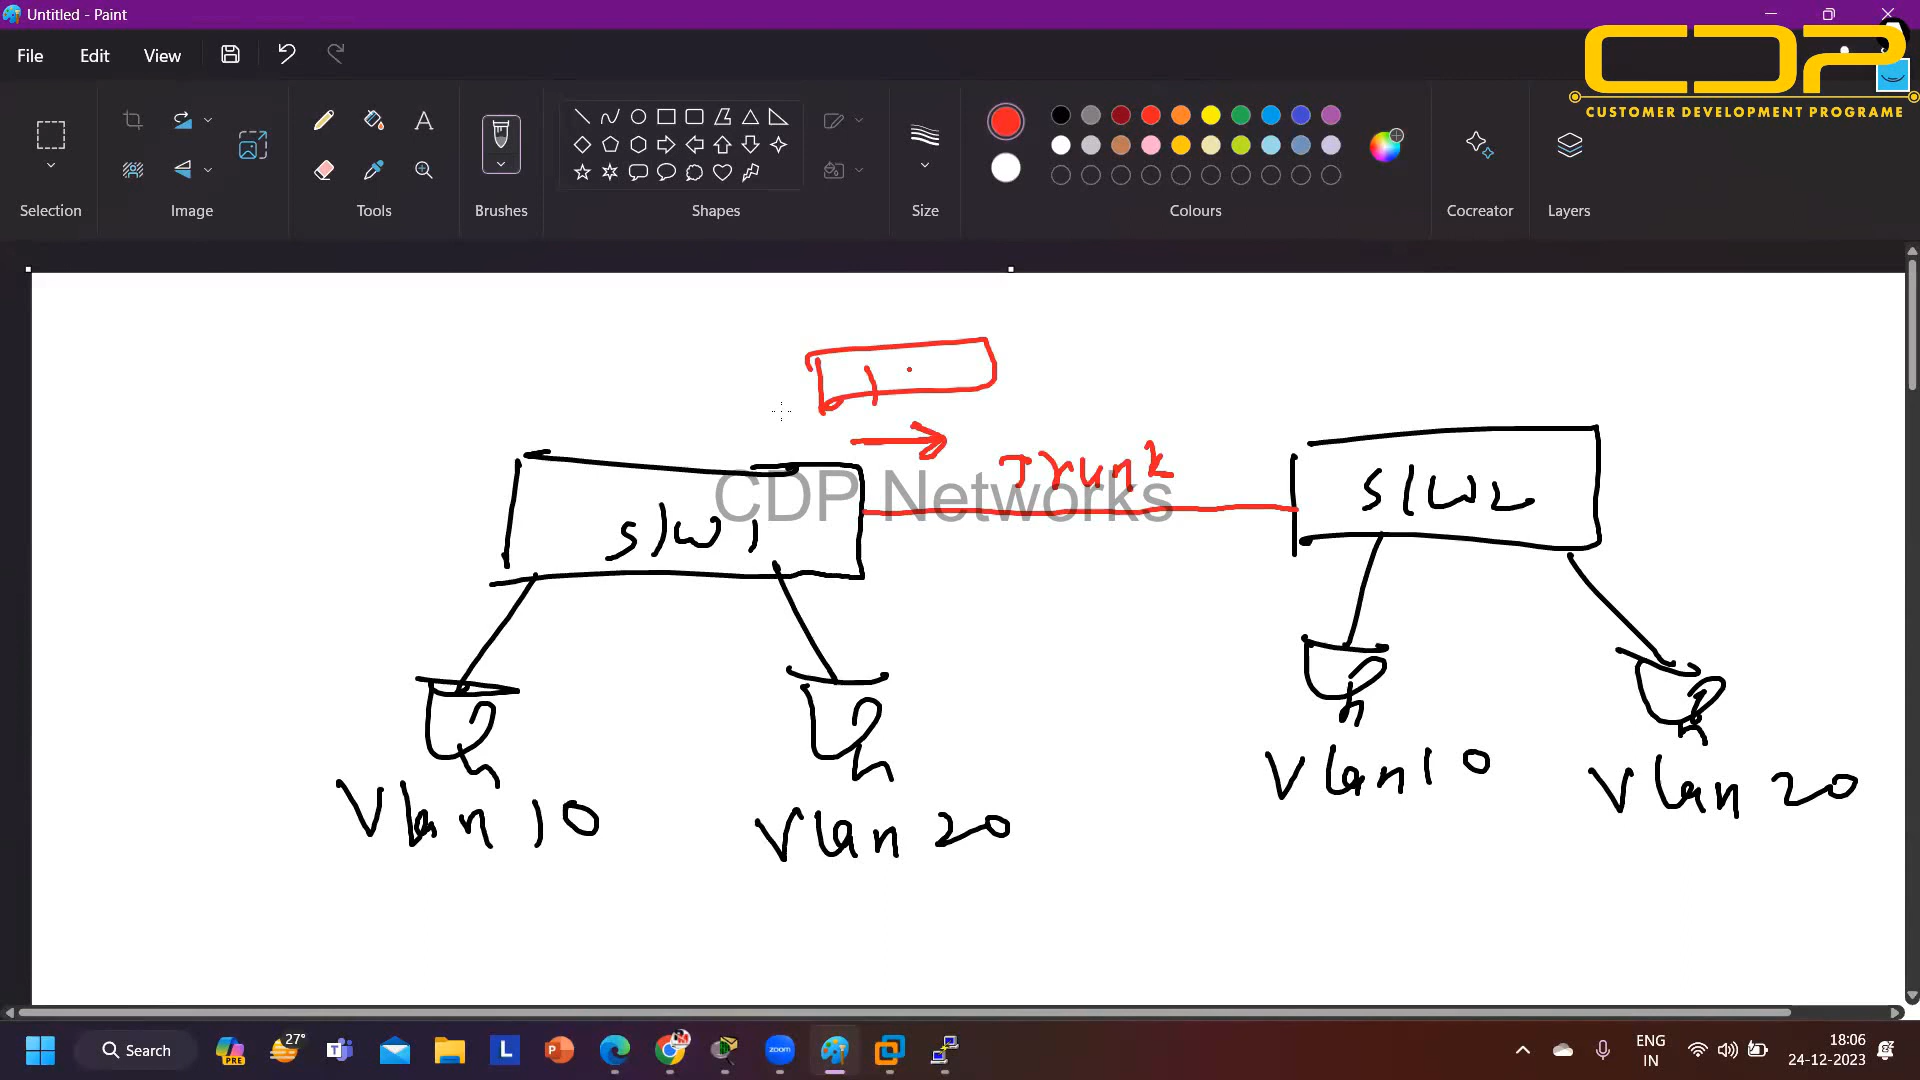 Untitled - Paint
File Edit View
CDP
CUSTOMER DEVELOPMENT PROGRAME
Selection Image Tools Brushes Shapes Size Colours Cocreator Layers
Trunk
CDP Networks
S/W1
S/W2
Vlan 10
Vlan 20
Vlan 10
Vlan 20
Search
PRE
27°
zoom
ENG
IN
18:06
24-12-2023